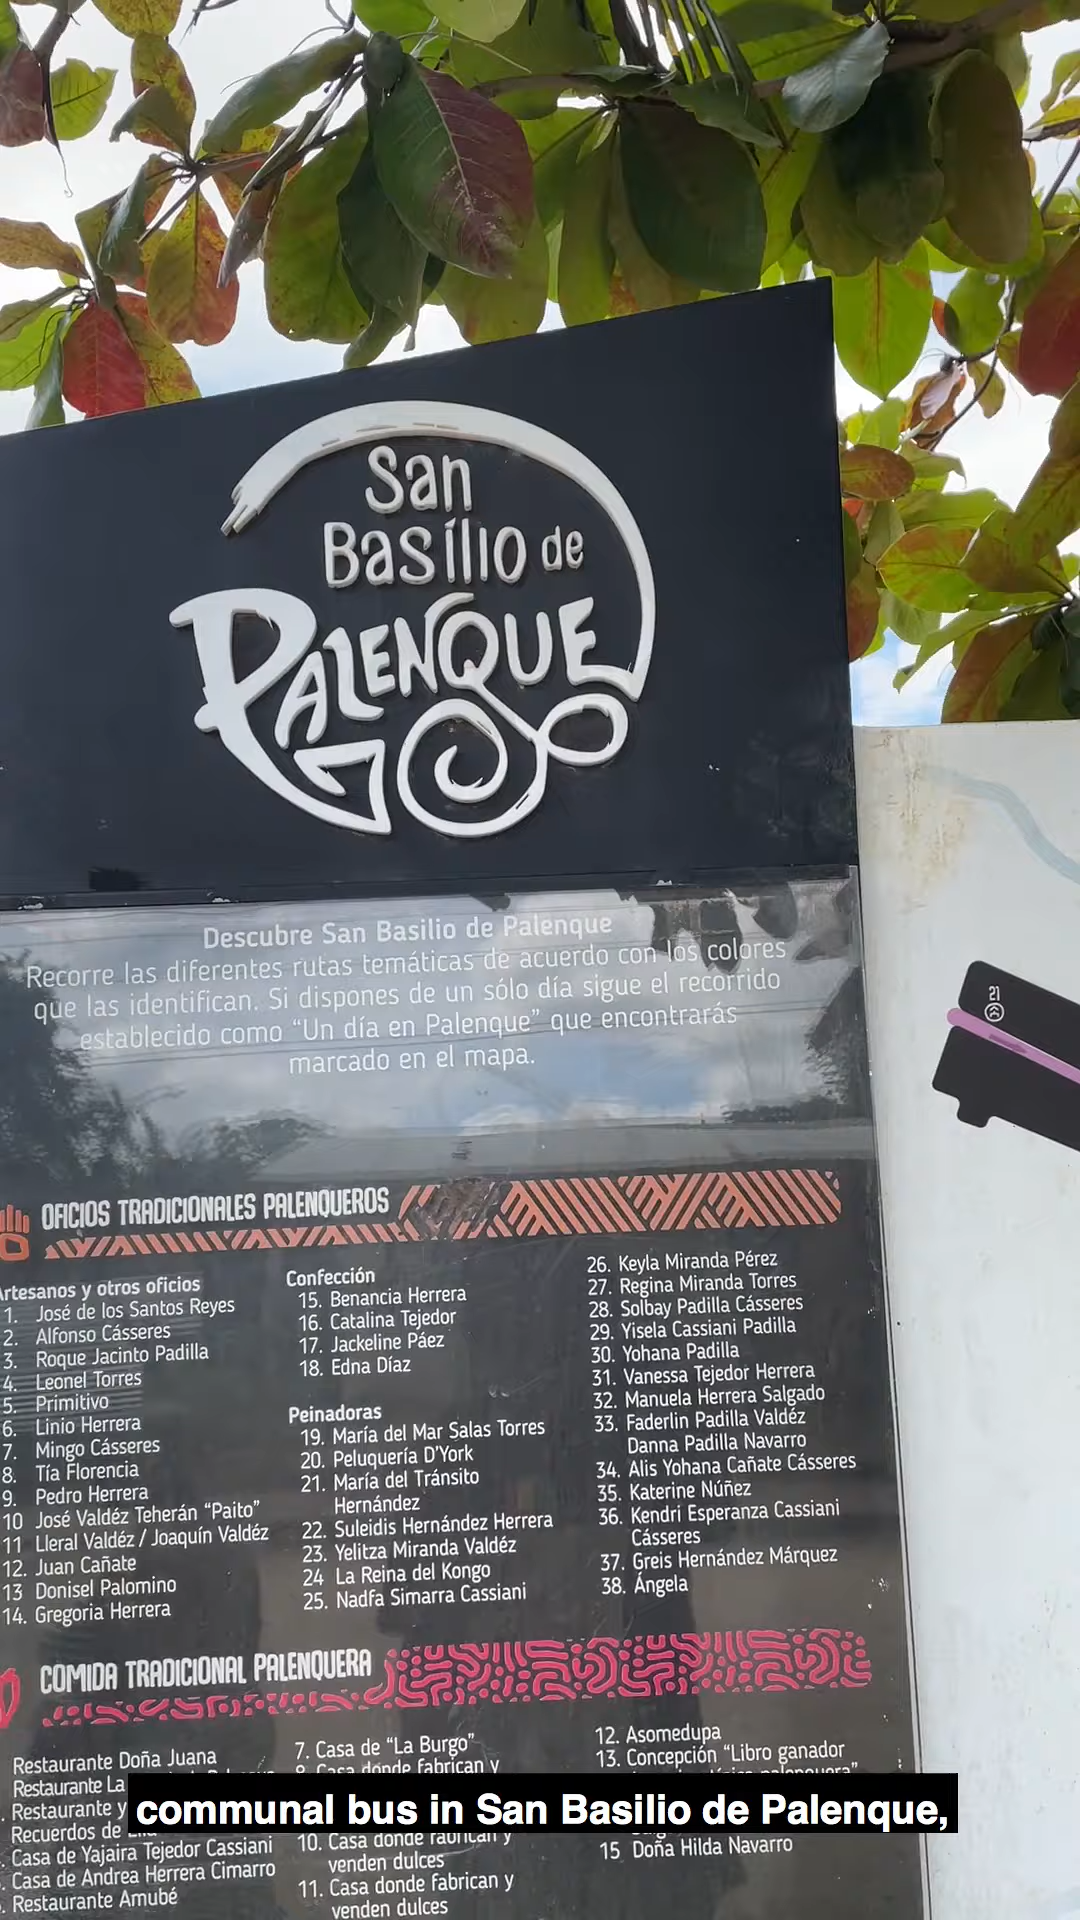 San
Basilio de
PALENQUE
Descubre San Basilio de Palenque
Recorre las diferentes rutas temáticas de acuerdo con los colores
que las identifican. Si dispones de un sólo día sigue el recorrido
establecido como “Un día en Palenque” que encontrarás
marcado en el mapa.
21
OFICIOS TRADICIONALES PALENQUEROS
Artesanos y otros oficios
1. José de los Santos Reyes
2. Alfonso Cásseres
3. Roque Jacinto Padilla
4. Leonel Torres
5. Primitivo
6. Linio Herrera
7. Mingo Cásseres
8. Tía Florencia
9. Pedro Herrera
10 José Valdéz Teherán “Paito”
11 Lleral Valdéz / Joaquín Valdéz
12. Juan Cañate
13 Donisel Palomino
14. Gregoria Herrera
Confección
15. Benancia Herrera
16. Catalina Tejedor
17. Jackeline Páez
18. Edna Díaz
Peinadoras
19. María del Mar Salas Torres
20. Peluquería D’York
21. María del Tránsito
Hernández
22. Suleidis Hernández Herrera
23. Yelitza Miranda Valdéz
24 La Reina del Kongo
25. Nadfa Simarra Cassiani
26. Keyla Miranda Pérez
27. Regina Miranda Torres
28. Solbay Padilla Cásseres
29. Yisela Cassiani Padilla
30. Yohana Padilla
31. Vanessa Tejedor Herrera
32. Manuela Herrera Salgado
33. Faderlin Padilla Valdéz
Danna Padilla Navarro
34. Alis Yohana Cañate Cásseres
35. Katerine Núñez
36. Kendri Esperanza Cassiani
Cásseres
37. Greis Hernández Márquez
38. Ángela
COMIDA TRADICIONAL PALENQUERA
Restaurante Doña Juana
Restaurante La
Restaurante y
Recuerdos de
Casa de Yajaira Tejedor Cassiani
Casa de Andrea Herrera Cimarro
Restaurante Amubé
7. Casa de “La Burgo”
8. Casa donde fabrican y
10. Casa donde fabrican y
venden dulces
11. Casa donde fabrican y
venden dulces
12. Asomedupa
13. Concepción “Libro ganador
15 Doña Hilda Navarro
communal bus in San Basilio de Palenque,